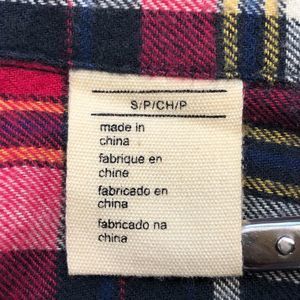 S/P/CH/P
made in
china
fabrique en
chine
fabricado en
china
fabricado na
china